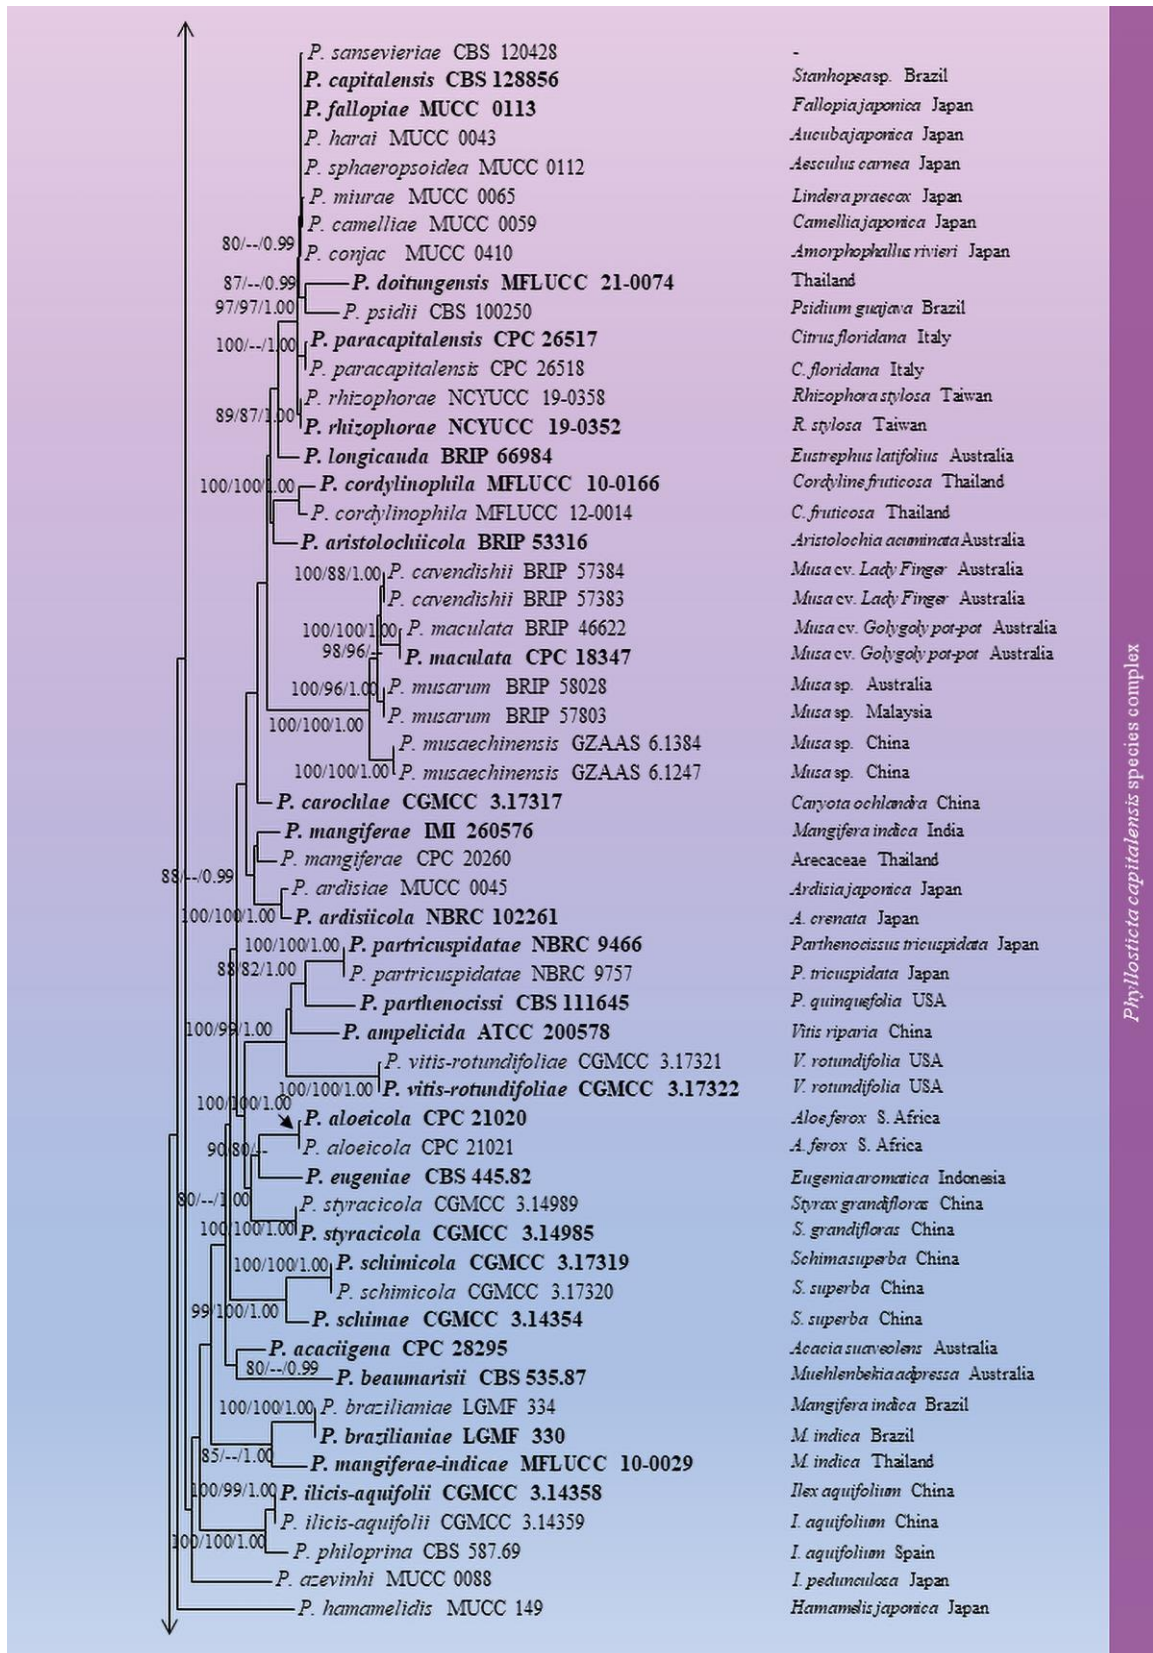 P. sansevieriae CBS 120428 -
P. capitalensis CBS 128856 Stanhopea sp. Brazil
P. fallopiae MUCC 0113 Fallopia japonica Japan
P. harai MUCC 0043 Aucuba japonica Japan
P. sphaeropsoidea MUCC 0112 Aesculus carnea Japan
P. miurae MUCC 0065 Lindera praecox Japan
P. camelliae MUCC 0059 Camellia japonica Japan
80/--/0.99
P. conjac MUCC 0410 Amorphophallus rivieri Japan
87/--/0.99 P. doitungensis MFLUCC 21-0074 Thailand
97/97/1.00 P. psidii CBS 100250 Psidium guajava Brazil
100/--/1.00 P. paracapitalensis CPC 26517 Citrus floridana Italy
P. paracapitalensis CPC 26518 C. floridana Italy
P. rhizophorae NCYUCC 19-0358 Rhizophora stylosa Taiwan
89/87/1.00
P. rhizophorae NCYUCC 19-0352 R. stylosa Taiwan
P. longicauda BRIP 66984 Eustrephus latifolius Australia
100/100/1.00 P. cordylinophila MFLUCC 10-0166 Cordyline fruticosa Thailand
P. cordylinophila MFLUCC 12-0014 C. fruticosa Thailand
P. aristolochiicola BRIP 53316 Aristolochia acuminata Australia
100/88/1.00 P. cavendishii BRIP 57384 Musa cv. Lady Finger Australia
P. cavendishii BRIP 57383 Musa cv. Lady Finger Australia
100/100/1.00 P. maculata BRIP 46622 Musa cv. Golygoly pot-pot Australia
98/96/-- P. maculata CPC 18347 Musa cv. Golygoly pot-pot Australia
100/96/1.00 P. musarum BRIP 58028 Musa sp. Australia
P. musarum BRIP 57803 Musa sp. Malaysia
100/100/1.00
P. musaechinensis GZAAS 6.1384 Musa sp. China
100/100/1.00 P. musaechinensis GZAAS 6.1247 Musa sp. China
P. carochlae CGMCC 3.17317 Caryota ochlandra China
P. mangiferae IMI 260576 Mangifera indica India
P. mangiferae CPC 20260 Arecaceae Thailand
88/--/0.99
P. ardisiae MUCC 0045 Ardisia japonica Japan
100/100/1.00 P. ardisiicola NBRC 102261 A. crenata Japan
100/100/1.00 P. partricuspidatae NBRC 9466 Parthenocissus tricuspidata Japan
88/82/1.00 P. partricuspidatae NBRC 9757 P. tricuspidata Japan
P. parthenocissi CBS 111645 P. quinquefolia USA
100/99/1.00 P. ampelicida ATCC 200578 Vitis riparia China
P. vitis-rotundifoliae CGMCC 3.17321 V. rotundifolia USA
100/100/1.00 P. vitis-rotundifoliae CGMCC 3.17322 V. rotundifolia USA
100/100/1.00
P. aloeicola CPC 21020 Aloe ferox S. Africa
90/80/-- P. aloeicola CPC 21021 A. ferox S. Africa
P. eugeniae CBS 445.82 Eugenia aromatica Indonesia
80/--/1.00 P. styracicola CGMCC 3.14989 Styrax grandifloras China
100/100/1.00 P. styracicola CGMCC 3.14985 S. grandifloras China
100/100/1.00 P. schimicola CGMCC 3.17319 Schima superba China
P. schimicola CGMCC 3.17320 S. superba China
99/100/1.00 P. schimae CGMCC 3.14354 S. superba China
P. acaciigena CPC 28295 Acacia suaveolens Australia
80/--/0.99 P. beaumarisii CBS 535.87 Muehlenbekia adpressa Australia
100/100/1.00 P. brazilianiae LGMF 334 Mangifera indica Brazil
P. brazilianiae LGMF 330 M. indica Brazil
85/--/1.00 P. mangiferae-indicae MFLUCC 10-0029 M. indica Thailand
100/99/1.00 P. ilicis-aquifolii CGMCC 3.14358 Ilex aquifolium China
P. ilicis-aquifolii CGMCC 3.14359 I. aquifolium China
100/100/1.00 P. philoprina CBS 587.69 I. aquifolium Spain
P. azevinhi MUCC 0088 I. pedunculosa Japan
P. hamamelidis MUCC 149 Hamamelis japonica Japan
Phyllosticta capitalensis species complex